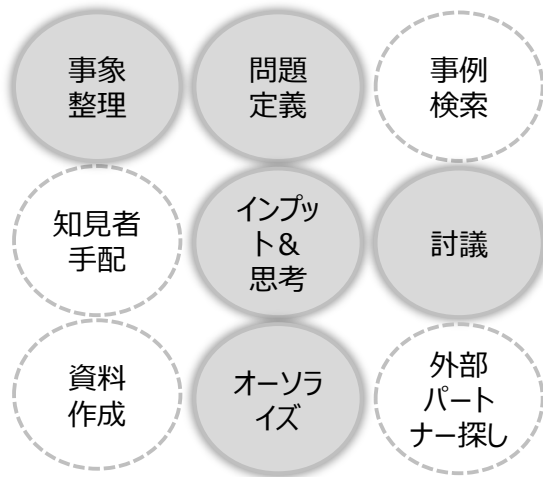 事象
整理
問題
定義
事例
検索
知見者
手配
インプッ
ト＆
思考
討議
資料
作成
オーソラ
イズ
外部
パート
ナー探し